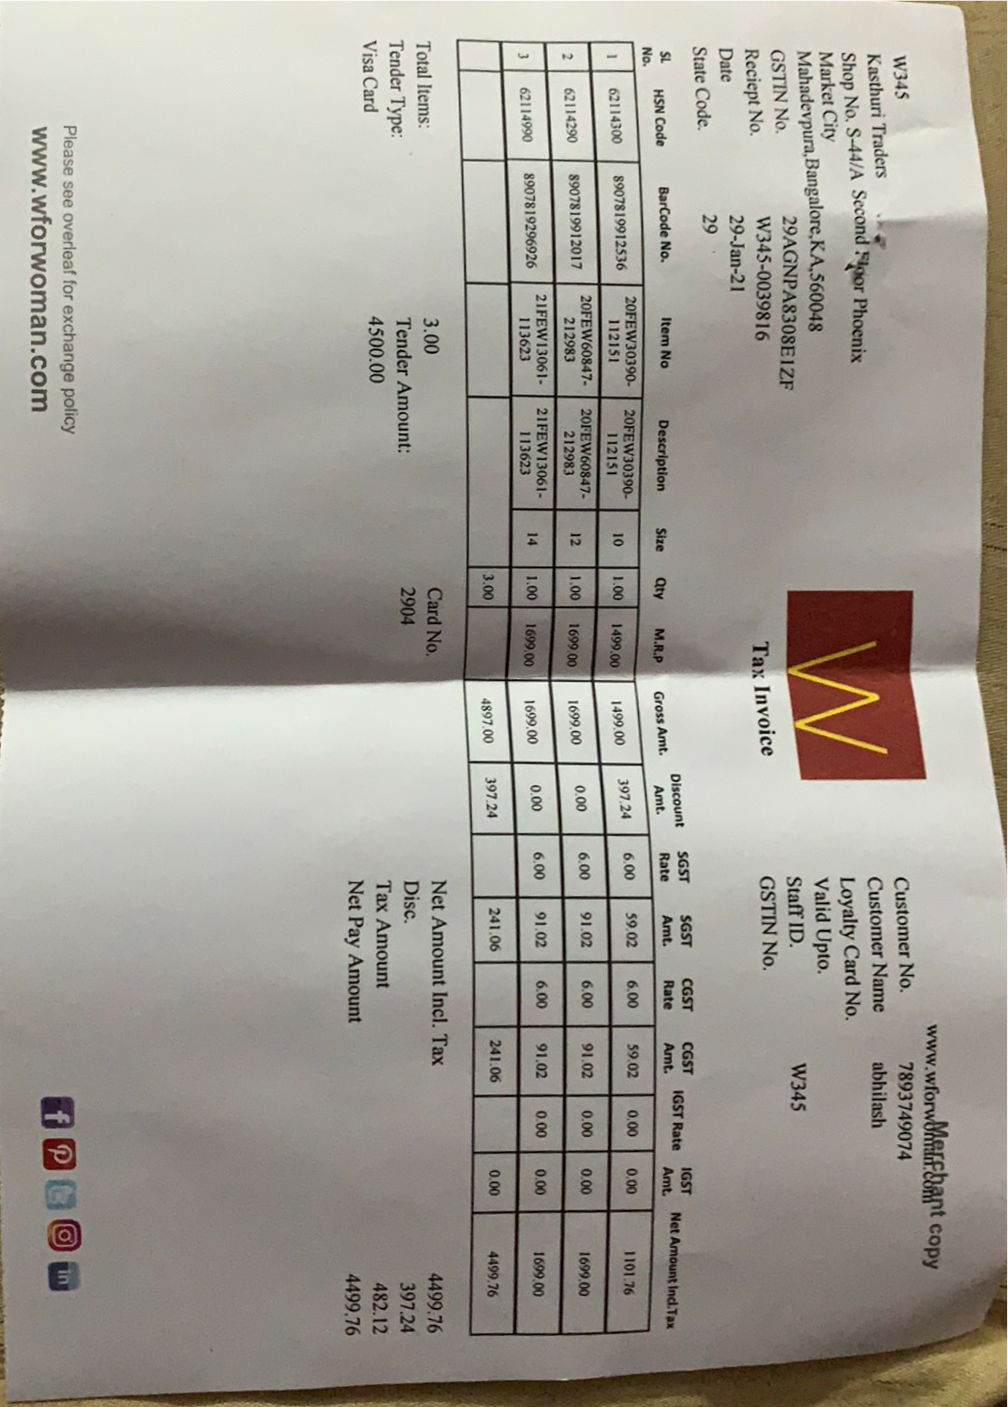 Merchant copy
www.wforwoman.com
W345
Kasthuri Traders
Shop No. S-44/A Second Floor Phoenix
Market City
Mahadevpura,Bangalore,KA,560048
GSTIN No. 29AGNPA8308E1ZF
Reciept No. W345-0039816
Date 29-Jan-21
State Code. 29
W
Tax Invoice
Customer No. 7893749074
Customer Name abhilash
Loyalty Card No.
Valid Upto.
Staff ID. W345
GSTIN No.
SL No. HSN Code BarCode No. Item No Description Size Qty M.R.P Gross Amt. Discount Amt. SGST Rate SGST Amt. CGST Rate CGST Amt. IGST Rate IGST Amt. Net Amount Incl.Tax
1 62114300 8907819912536 20FEW30390-112151 20FEW30390-112151 10 1.00 1499.00 1499.00 397.24 6.00 59.02 6.00 59.02 0.00 0.00 1101.76
2 62114290 8907819912017 20FEW60847-212983 20FEW60847-212983 12 1.00 1699.00 1699.00 0.00 6.00 91.02 6.00 91.02 0.00 0.00 1699.00
3 62114990 8907819296926 21FEW13061-113623 21FEW13061-113623 14 1.00 1699.00 1699.00 0.00 6.00 91.02 6.00 91.02 0.00 0.00 1699.00
3.00 4897.00 397.24 241.06 241.06 0.00 4499.76
Total Items: 3.00 Card No. Net Amount Incl. Tax 4499.76
Tender Type: Tender Amount: 2904 Disc. 397.24
Visa Card 4500.00 Tax Amount 482.12
Net Pay Amount 4499.76
Please see overleaf for exchange policy
www.wforwoman.com